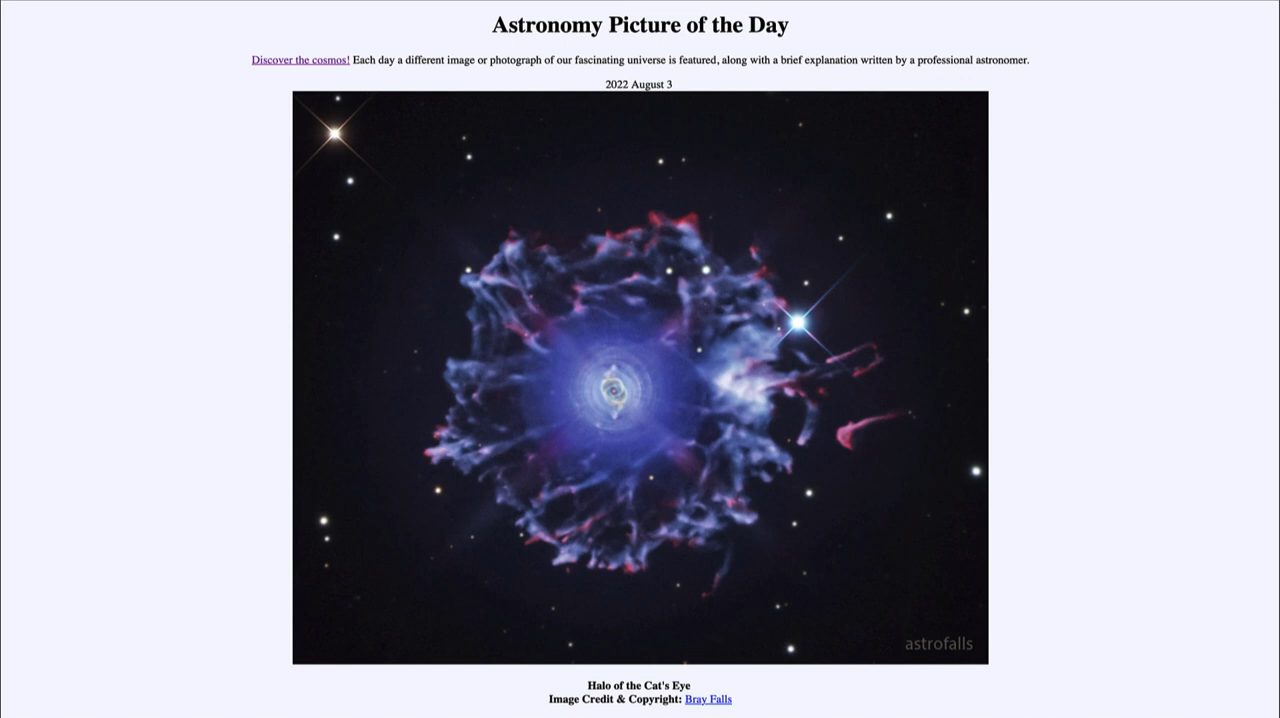 Astronomy Picture of the Day
Discover the cosmos! Each day a different image or photograph of our fascinating universe is featured, along with a brief explanation written by a professional astronomer.
2022 August 3
astrofalls
Halo of the Cat's Eye
Image Credit & Copyright: Bray Falls